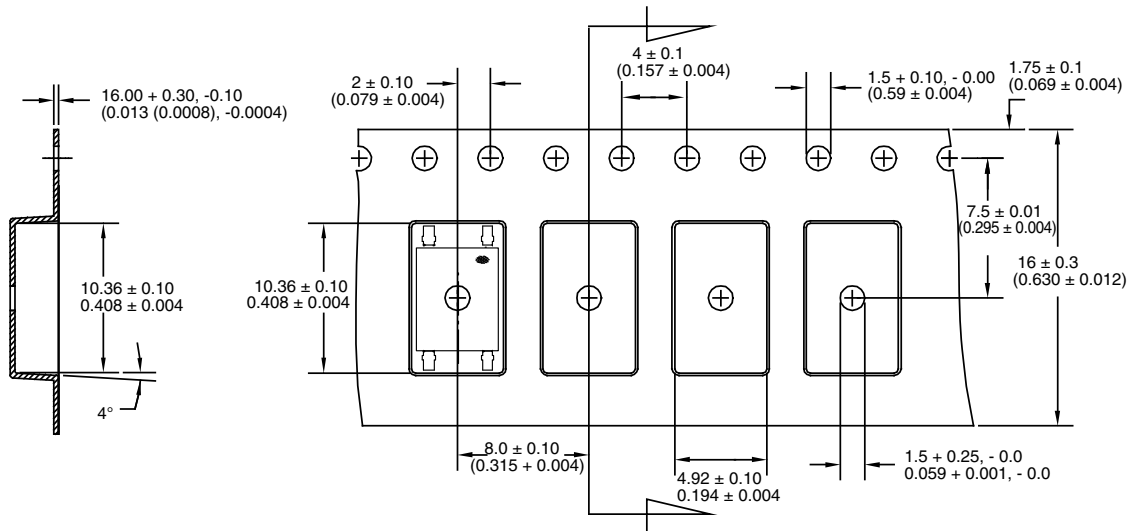 4 ± 0.1
(0.157 ± 0.004)
2 ± 0.10
(0.079 ± 0.004)
1.5 + 0.10, - 0.00
(0.59 ± 0.004)
1.75 ± 0.1
(0.069 ± 0.004)
16.00 + 0.30, -0.10
(0.013 (0.0008), -0.0004)
7.5 ± 0.01
(0.295 ± 0.004)
16 ± 0.3
(0.630 ± 0.012)
10.36 ± 0.10
0.408 ± 0.004
10.36 ± 0.10
0.408 ± 0.004
4°
8.0 ± 0.10
(0.315 + 0.004)
4.92 ± 0.10
0.194 ± 0.004
1.5 + 0.25, - 0.0
0.059 + 0.001, - 0.0